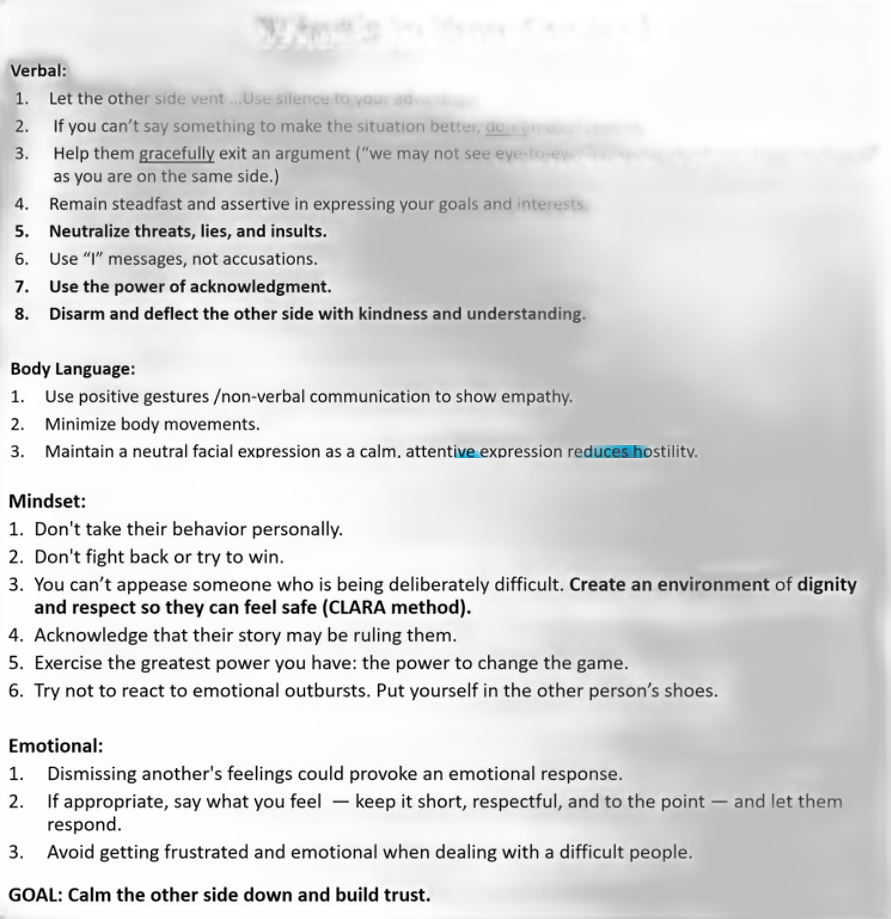 What's in Your Control
Verbal:
1. Let the other side vent ...Use silence to your advantage.
2. If you can't say something to make the situation better,
3. Help them gracefully exit an argument ("we may not see eye-to-eye
as you are on the same side.)
4. Remain steadfast and assertive in expressing your goals and interests.
5. Neutralize threats, lies, and insults.
6. Use "I" messages, not accusations.
7. Use the power of acknowledgment.
8. Disarm and deflect the other side with kindness and understanding.
Body Language:
1. Use positive gestures /non-verbal communication to show empathy.
2. Minimize body movements.
3. Maintain a neutral facial expression as a calm, attentive expression reduces hostility.
Mindset:
1. Don't take their behavior personally.
2. Don't fight back or try to win.
3. You can't appease someone who is being deliberately difficult. Create an environment of dignity
and respect so they can feel safe (CLARA method).
4. Acknowledge that their story may be ruling them.
5. Exercise the greatest power you have: the power to change the game.
6. Try not to react to emotional outbursts. Put yourself in the other person's shoes.
Emotional:
1. Dismissing another's feelings could provoke an emotional response.
2. If appropriate, say what you feel — keep it short, respectful, and to the point — and let them
respond.
3. Avoid getting frustrated and emotional when dealing with a difficult people.
GOAL: Calm the other side down and build trust.